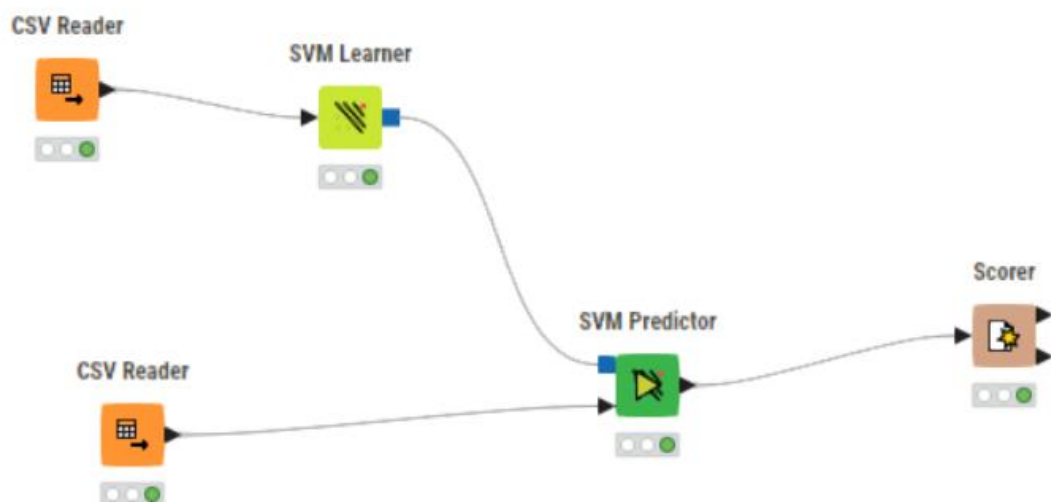 CSV Reader
SVM Learner
Scorer
SVM Predictor
CSV Reader